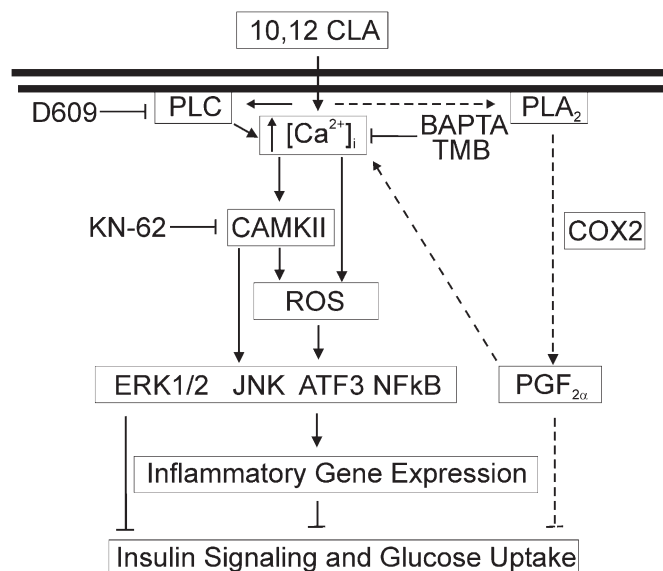 10,12 CLA
D609 PLC PLA₂
[Ca²⁺]ᵢ BAPTA
TMB
KN-62 CAMKII COX2
ROS
ERK1/2 JNK ATF3 NFkB PGF₂α
Inflammatory Gene Expression
Insulin Signaling and Glucose Uptake